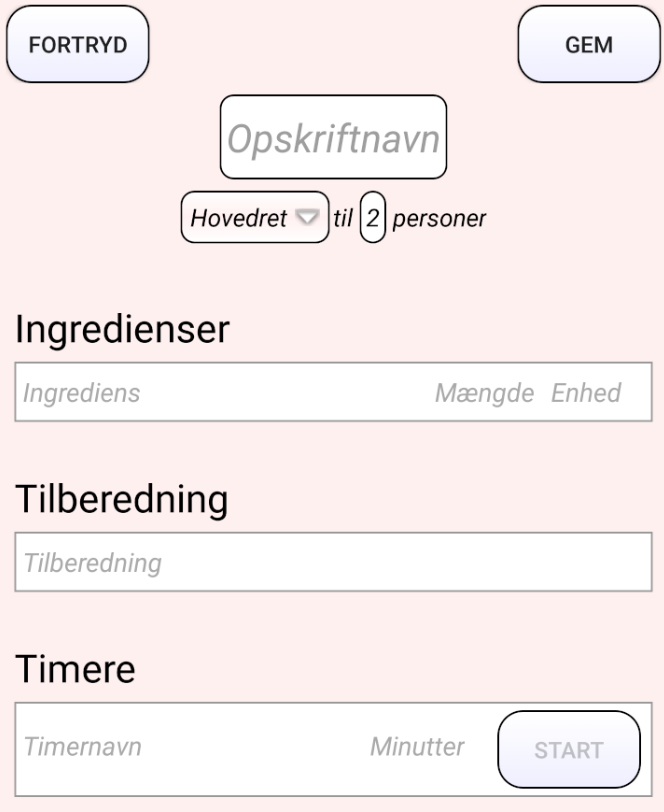 FORTRYD GEM
Opskriftnavn
Hovedret til 2 personer
Ingredienser
Ingrediens Mængde Enhed
Tilberedning
Tilberedning
Timere
Timernavn Minutter START